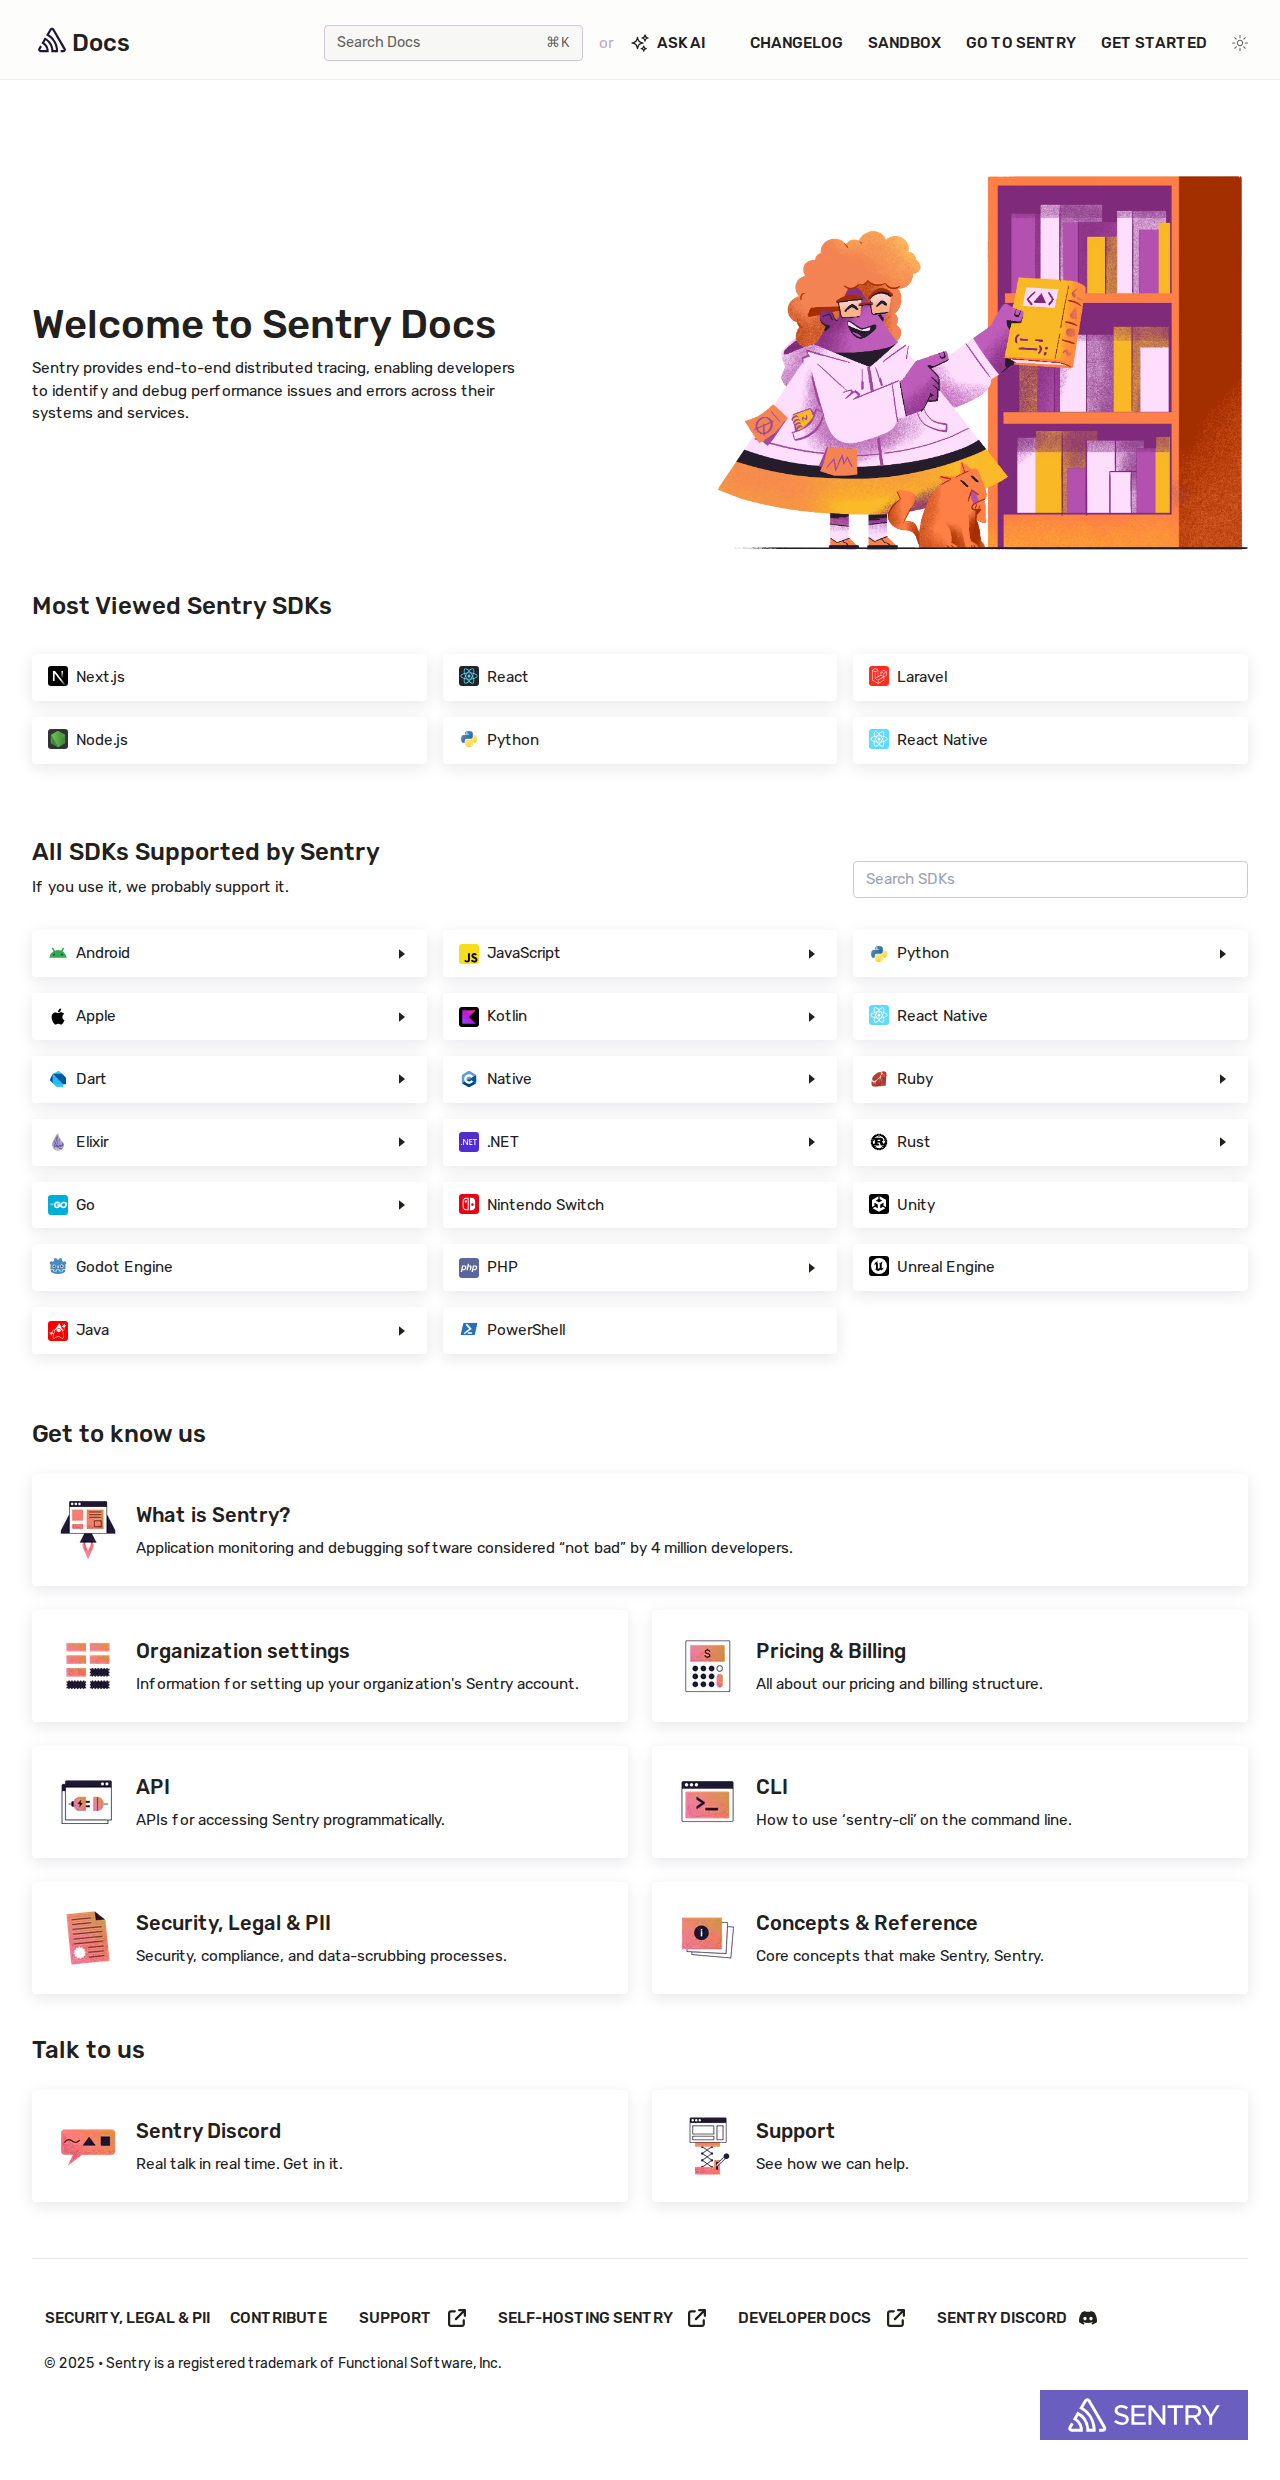 Docs
Search Docs ⌘K or ASK AI CHANGELOG SANDBOX GO TO SENTRY GET STARTED
Welcome to Sentry Docs
Sentry provides end-to-end distributed tracing, enabling developers
to identify and debug performance issues and errors across their
systems and services.
Most Viewed Sentry SDKs
Next.js
React
Laravel
Node.js
Python
React Native
All SDKs Supported by Sentry
If you use it, we probably support it.
Search SDKs
Android
JavaScript
Python
Apple
Kotlin
React Native
Dart
Native
Ruby
Elixir
.NET
Rust
Go
Nintendo Switch
Unity
Godot Engine
PHP
Unreal Engine
Java
PowerShell
Get to know us
What is Sentry?
Application monitoring and debugging software considered “not bad” by 4 million developers.
Organization settings
Information for setting up your organization's Sentry account.
Pricing & Billing
All about our pricing and billing structure.
API
APIs for accessing Sentry programmatically.
CLI
How to use ‘sentry-cli’ on the command line.
Security, Legal & PII
Security, compliance, and data-scrubbing processes.
Concepts & Reference
Core concepts that make Sentry, Sentry.
Talk to us
Sentry Discord
Real talk in real time. Get in it.
Support
See how we can help.
SECURITY, LEGAL & PII CONTRIBUTE SUPPORT SELF-HOSTING SENTRY DEVELOPER DOCS SENTRY DISCORD
© 2025 • Sentry is a registered trademark of Functional Software, Inc.
SENTRY